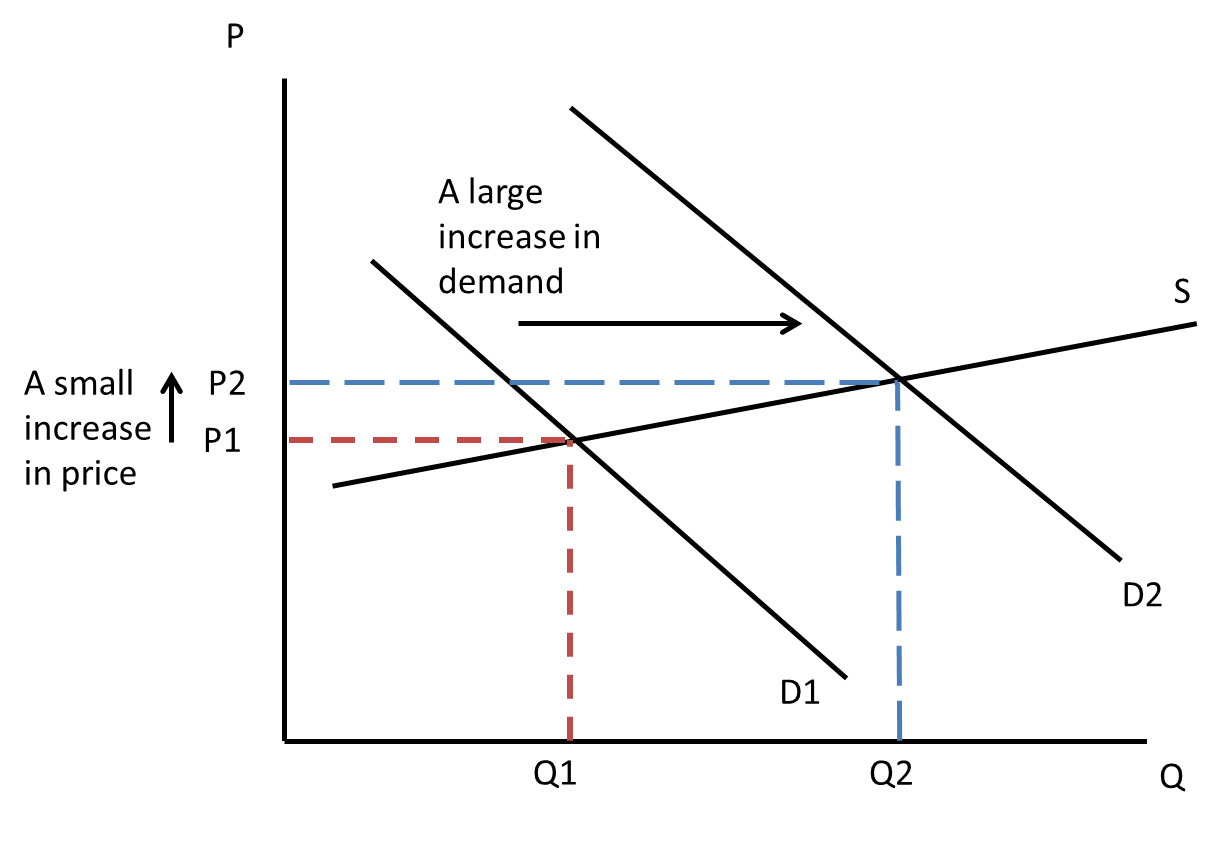 P
A large
increase in
demand
S
A small
increase
in price
P2
P1
D2
D1
Q1
Q2
Q